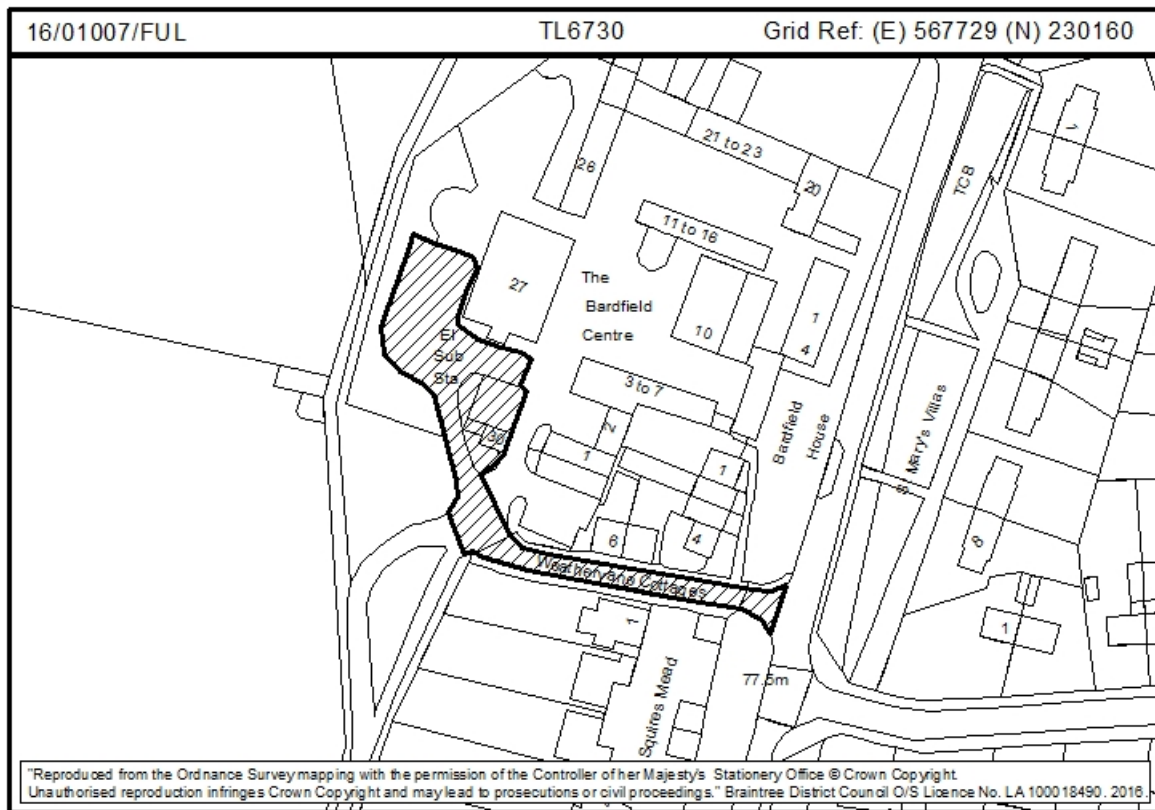 16/01007/FUL TL6730 Grid Ref: (E) 567729 (N) 230160
21 to 23
26
20
TCB
7
11 to 16
27
The
Bardfield
Centre
10
1
4
El
Sub
Sta
3 to 7
Bardfield
House
Mary's Villas
30
2
1
1
6
4
8
Weathervane Cottages
1
1
77.5m
Squires Mead
"Reproduced from the Ordnance Survey mapping with the permission of the Controller of her Majesty's Stationery Office © Crown Copyright.
Unauthorised reproduction infringes Crown Copyright and may lead to prosecutions or civil proceedings." Braintree District Council O/S Licence No. LA 100018490. 2016.